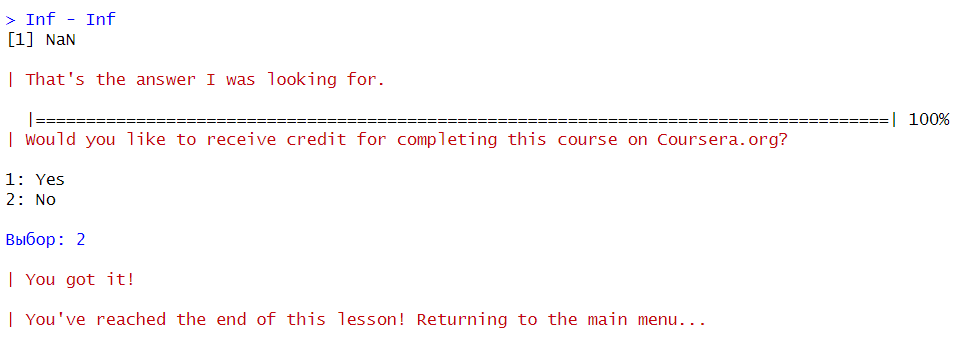 > Inf - Inf
[1] NaN
| That's the answer I was looking for.
|=====================================================================================| 100%
| Would you like to receive credit for completing this course on Coursera.org?
1: Yes
2: No
Выбор: 2
| You got it!
| You've reached the end of this lesson! Returning to the main menu...